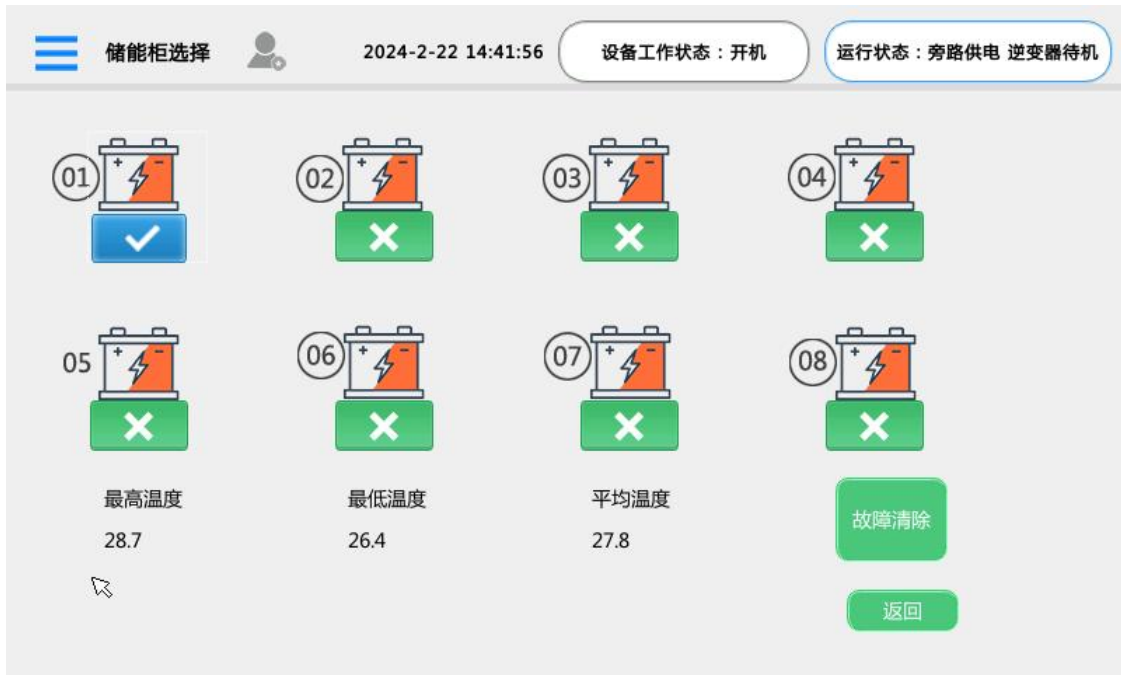 储能柜选择
2024-2-22 14:41:56
设备工作状态：开机
运行状态：旁路供电 逆变器待机
01
02
03
04
05
06
07
08
最高温度
最低温度
平均温度
故障清除
28.7
26.4
27.8
返回